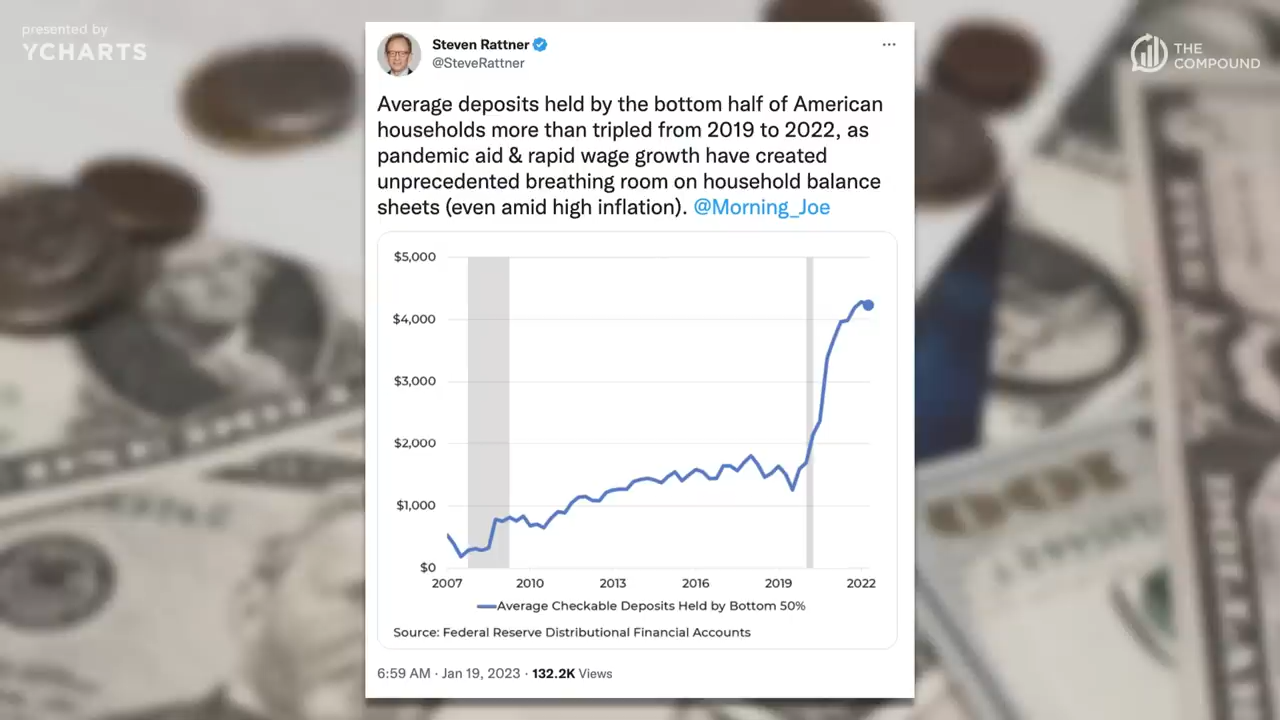 presented by
YCHARTS
THE
COMPOUND
Steven Rattner
@SteveRattner
Average deposits held by the bottom half of American
households more than tripled from 2019 to 2022, as
pandemic aid & rapid wage growth have created
unprecedented breathing room on household balance
sheets (even amid high inflation). @Morning_Joe
$5,000
$4,000
$3,000
$2,000
$1,000
$0
2007 2010 2013 2016 2019 2022
Average Checkable Deposits Held by Bottom 50%
Source: Federal Reserve Distributional Financial Accounts
6:59 AM · Jan 19, 2023 · 132.2K Views